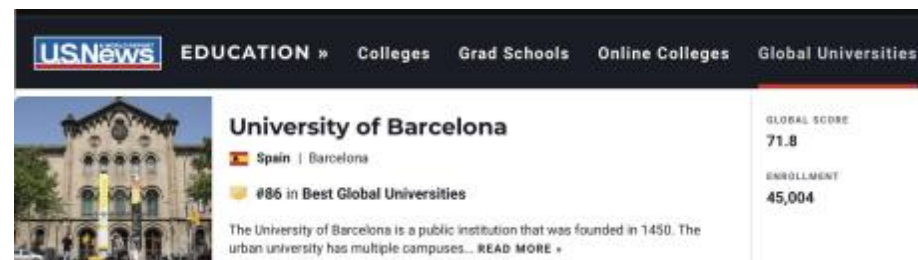 U.S.News
EDUCATION » Colleges Grad Schools Online Colleges Global Universities
University of Barcelona
Spain | Barcelona
#86 in Best Global Universities
The University of Barcelona is a public institution that was founded in 1450. The
urban university has multiple campuses... READ MORE »
GLOBAL SCORE
71.8
ENROLLMENT
45,004